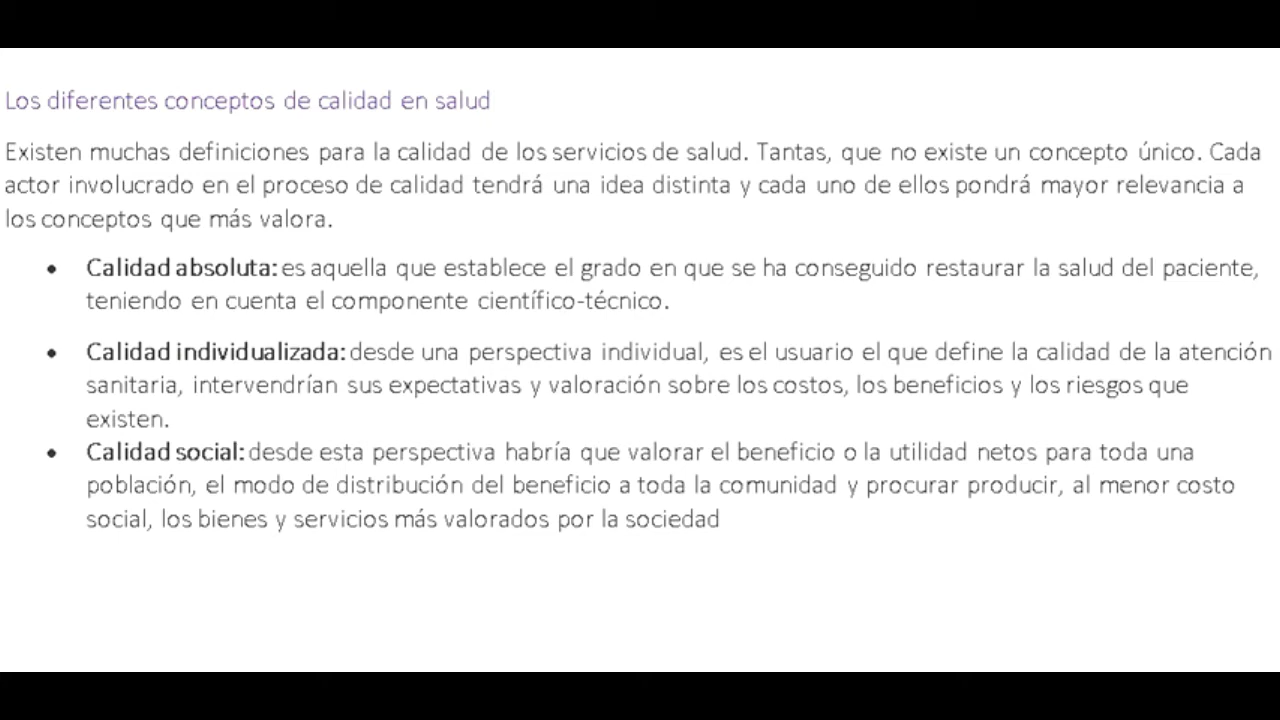 Los diferentes conceptos de calidad en salud
Existen muchas definiciones para la calidad de los servicios de salud. Tantas, que no existe un concepto único. Cada
actor involucrado en el proceso de calidad tendrá una idea distinta y cada uno de ellos pondrá mayor relevancia a
los conceptos que más valora.
• Calidad absoluta: es aquella que establece el grado en que se ha conseguido restaurar la salud del paciente,
teniendo en cuenta el componente científico-técnico.
• Calidad individualizada: desde una perspectiva individual, es el usuario el que define la calidad de la atención
sanitaria, intervendrían sus expectativas y valoración sobre los costos, los beneficios y los riesgos que
existen.
• Calidad social: desde esta perspectiva habría que valorar el beneficio o la utilidad netos para toda una
población, el modo de distribución del beneficio a toda la comunidad y procurar producir, al menor costo
social, los bienes y servicios más valorados por la sociedad